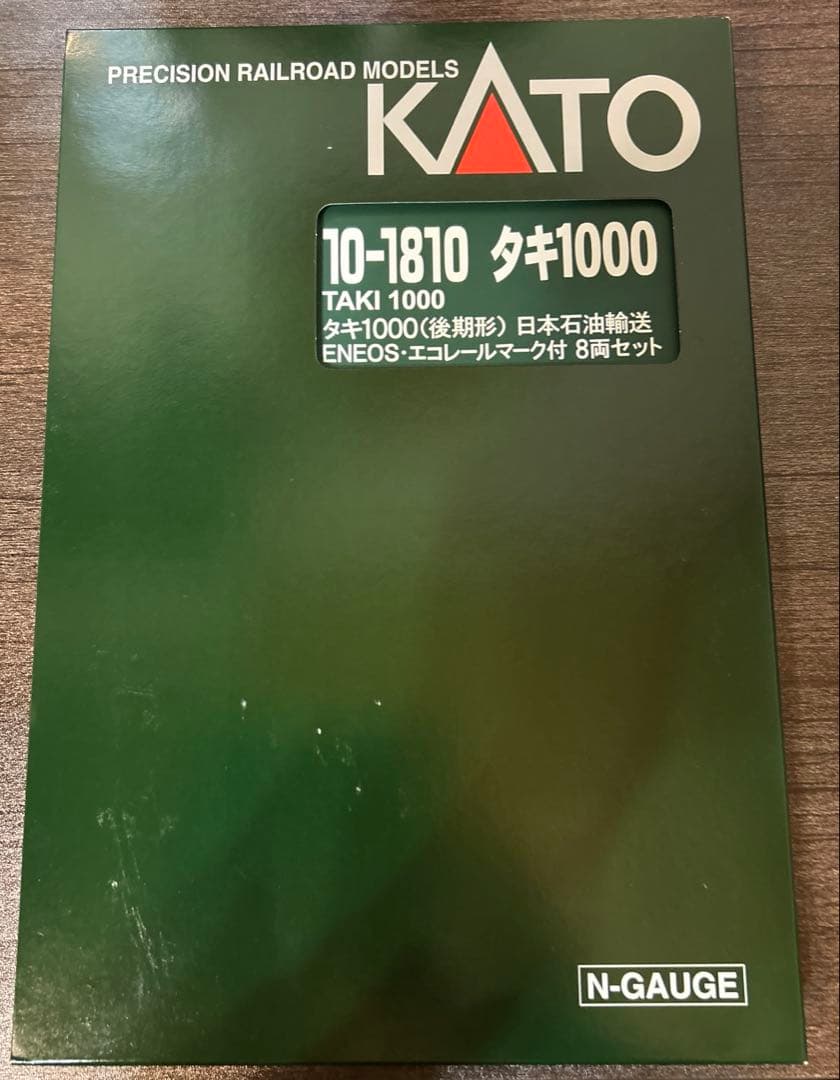 PRECISION RAILROAD MODELS
KATO
10-1810 タキ1000
TAKI 1000
タキ1000(後期形) 日本石油輸送
ENEOS・エコレールマーク付 8両セット
N-GAUGE